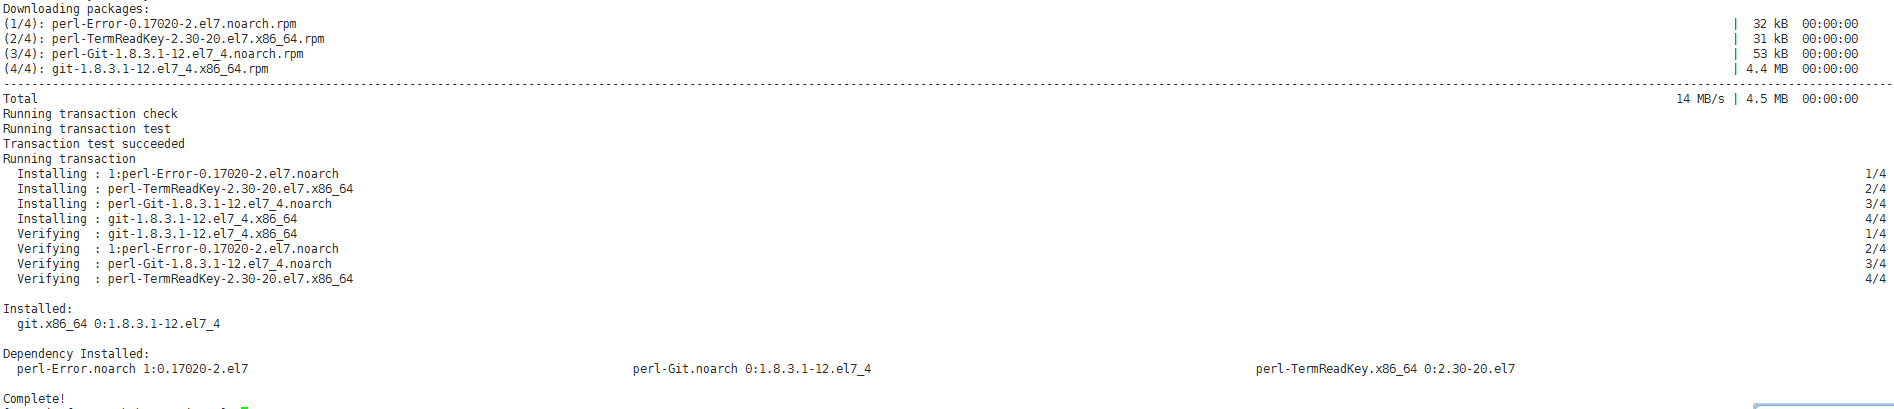 Downloading packages:
(1/4): perl-Error-0.17020-2.el7.noarch.rpm | 32 kB 00:00:00
(2/4): perl-TermReadKey-2.30-20.el7.x86_64.rpm | 31 kB 00:00:00
(3/4): perl-Git-1.8.3.1-12.el7_4.noarch.rpm | 53 kB 00:00:00
(4/4): git-1.8.3.1-12.el7_4.x86_64.rpm | 4.4 MB 00:00:00
Total 14 MB/s | 4.5 MB 00:00:00
Running transaction check
Running transaction test
Transaction test succeeded
Running transaction
Installing : 1:perl-Error-0.17020-2.el7.noarch 1/4
Installing : perl-TermReadKey-2.30-20.el7.x86_64 2/4
Installing : perl-Git-1.8.3.1-12.el7_4.noarch 3/4
Installing : git-1.8.3.1-12.el7_4.x86_64 4/4
Verifying : git-1.8.3.1-12.el7_4.x86_64 1/4
Verifying : 1:perl-Error-0.17020-2.el7.noarch 2/4
Verifying : perl-Git-1.8.3.1-12.el7_4.noarch 3/4
Verifying : perl-TermReadKey-2.30-20.el7.x86_64 4/4
Installed:
git.x86_64 0:1.8.3.1-12.el7_4
Dependency Installed:
perl-Error.noarch 1:0.17020-2.el7 perl-Git.noarch 0:1.8.3.1-12.el7_4 perl-TermReadKey.x86_64 0:2.30-20.el7
Complete!